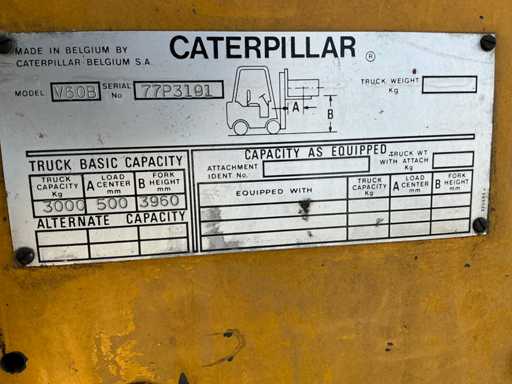 MADE IN BELGIUM BY
CATERPILLAR BELGIUM S.A.
CATERPILLAR ®
MODEL V60B SERIAL No 77P3191
TRUCK WEIGHT Kg
A
B
TRUCK BASIC CAPACITY
TRUCK CAPACITY Kg A LOAD CENTER mm B FORK HEIGHT mm
3000 500 3960
ALTERNATE CAPACITY
CAPACITY AS EQUIPPED
ATTACHMENT IDENT No.
TRUCK WT WITH ATTACH Kg
EQUIPPED WITH TRUCK CAPACITY Kg A LOAD CENTER mm B FORK HEIGHT mm